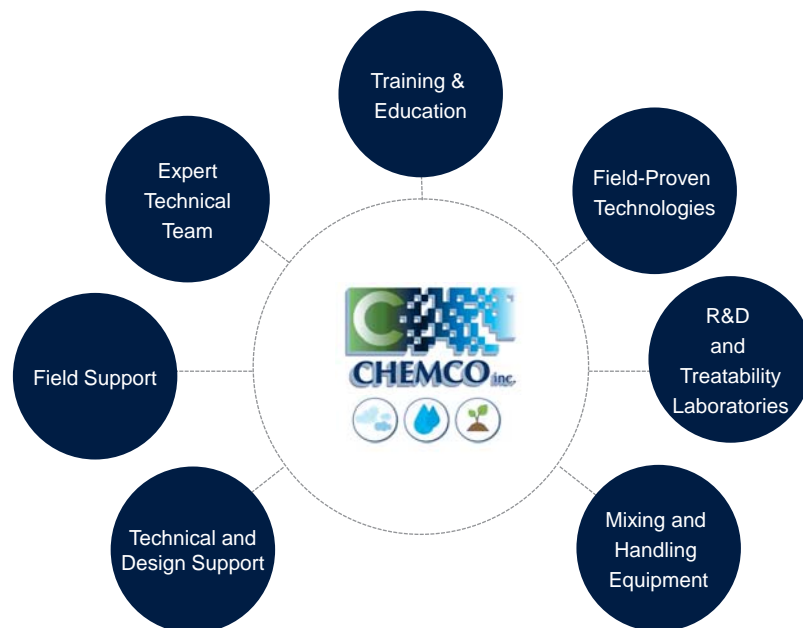 Training &
Education
Expert
Technical
Team
Field-Proven
Technologies
R&D
and
Treatability
Laboratories
Field Support
C
CHEMCO inc.
Technical and
Design Support
Mixing and
Handling
Equipment